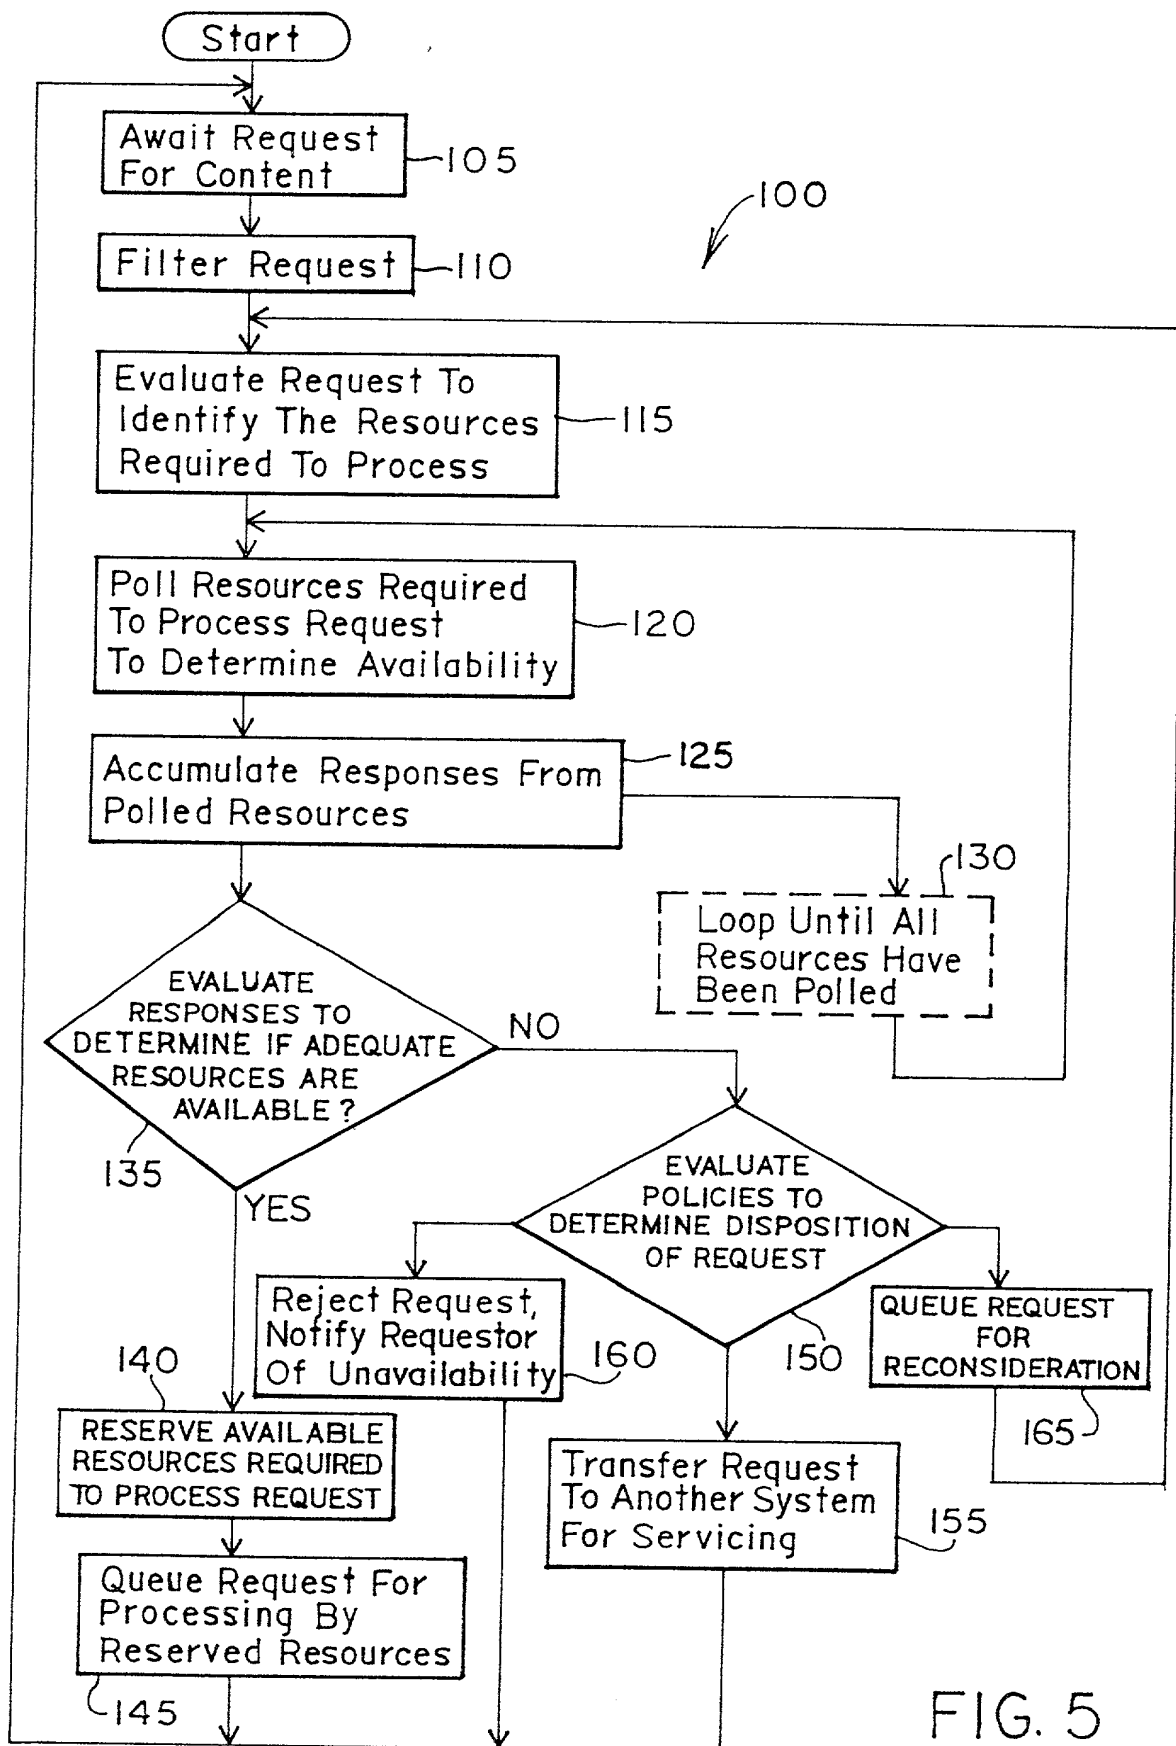 Start
Await Request
For Content
105
100
Filter Request
110
Evaluate Request To
Identify The Resources
Required To Process
115
Poll Resources Required
To Process Request
To Determine Availability
120
Accumulate Responses From
Polled Resources
125
130
Loop Until All
Resources Have
Been Polled
EVALUATE
RESPONSES TO
DETERMINE IF ADEQUATE
RESOURCES ARE
AVAILABLE?
135
NO
YES
EVALUATE
POLICIES TO
DETERMINE DISPOSITION
OF REQUEST
150
Reject Request,
Notify Requestor
Of Unavailability
160
QUEUE REQUEST
FOR
RECONSIDERATION
165
140
RESERVE AVAILABLE
RESOURCES REQUIRED
TO PROCESS REQUEST
Transfer Request
To Another System
For Servicing
155
Queue Request For
Processing By
Reserved Resources
145
FIG. 5